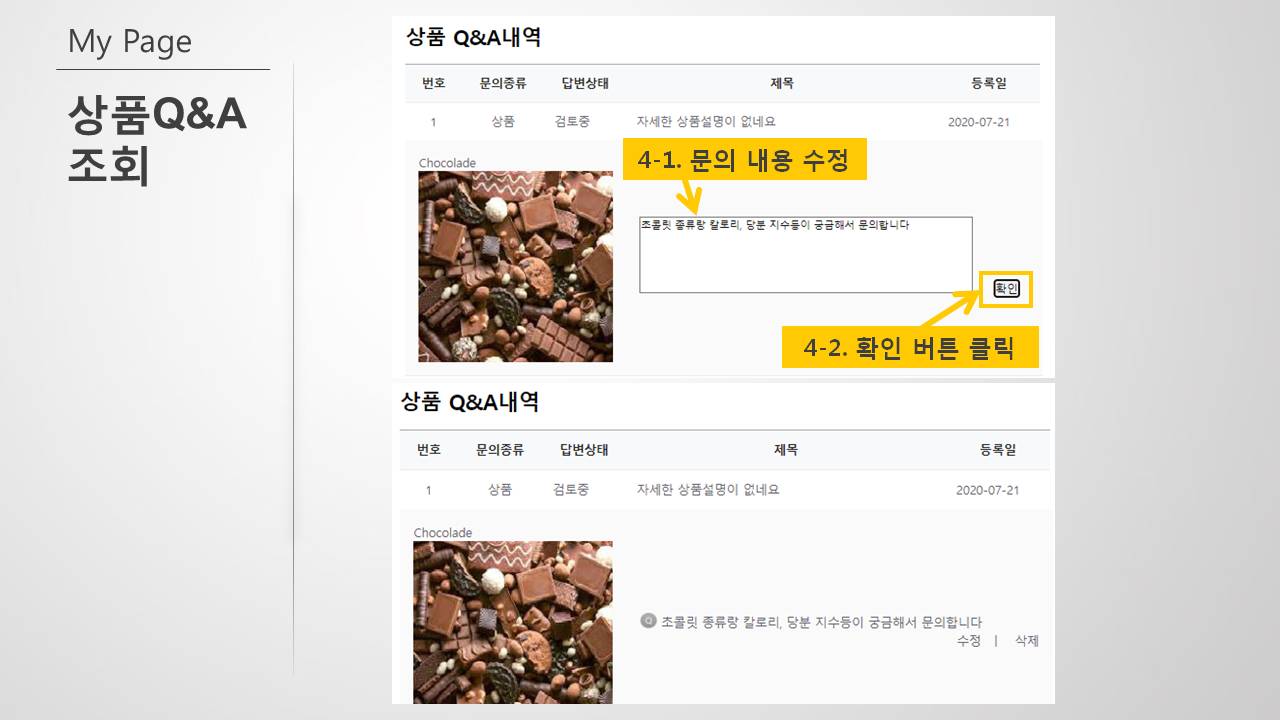 My Page
상품Q&A
조회
상품 Q&A내역
번호 문의종류 답변상태 제목 등록일
1 상품 검토중 자세한 상품설명이 없네요 2020-07-21
Chocolade
4-1. 문의 내용 수정
초콜릿 종류랑 칼로리, 당분 지수등이 궁금해서 문의합니다
확인
4-2. 확인 버튼 클릭
상품 Q&A내역
번호 문의종류 답변상태 제목 등록일
1 상품 검토중 자세한 상품설명이 없네요 2020-07-21
Chocolade
Q 초콜릿 종류랑 칼로리, 당분 지수등이 궁금해서 문의합니다
수정 | 삭제